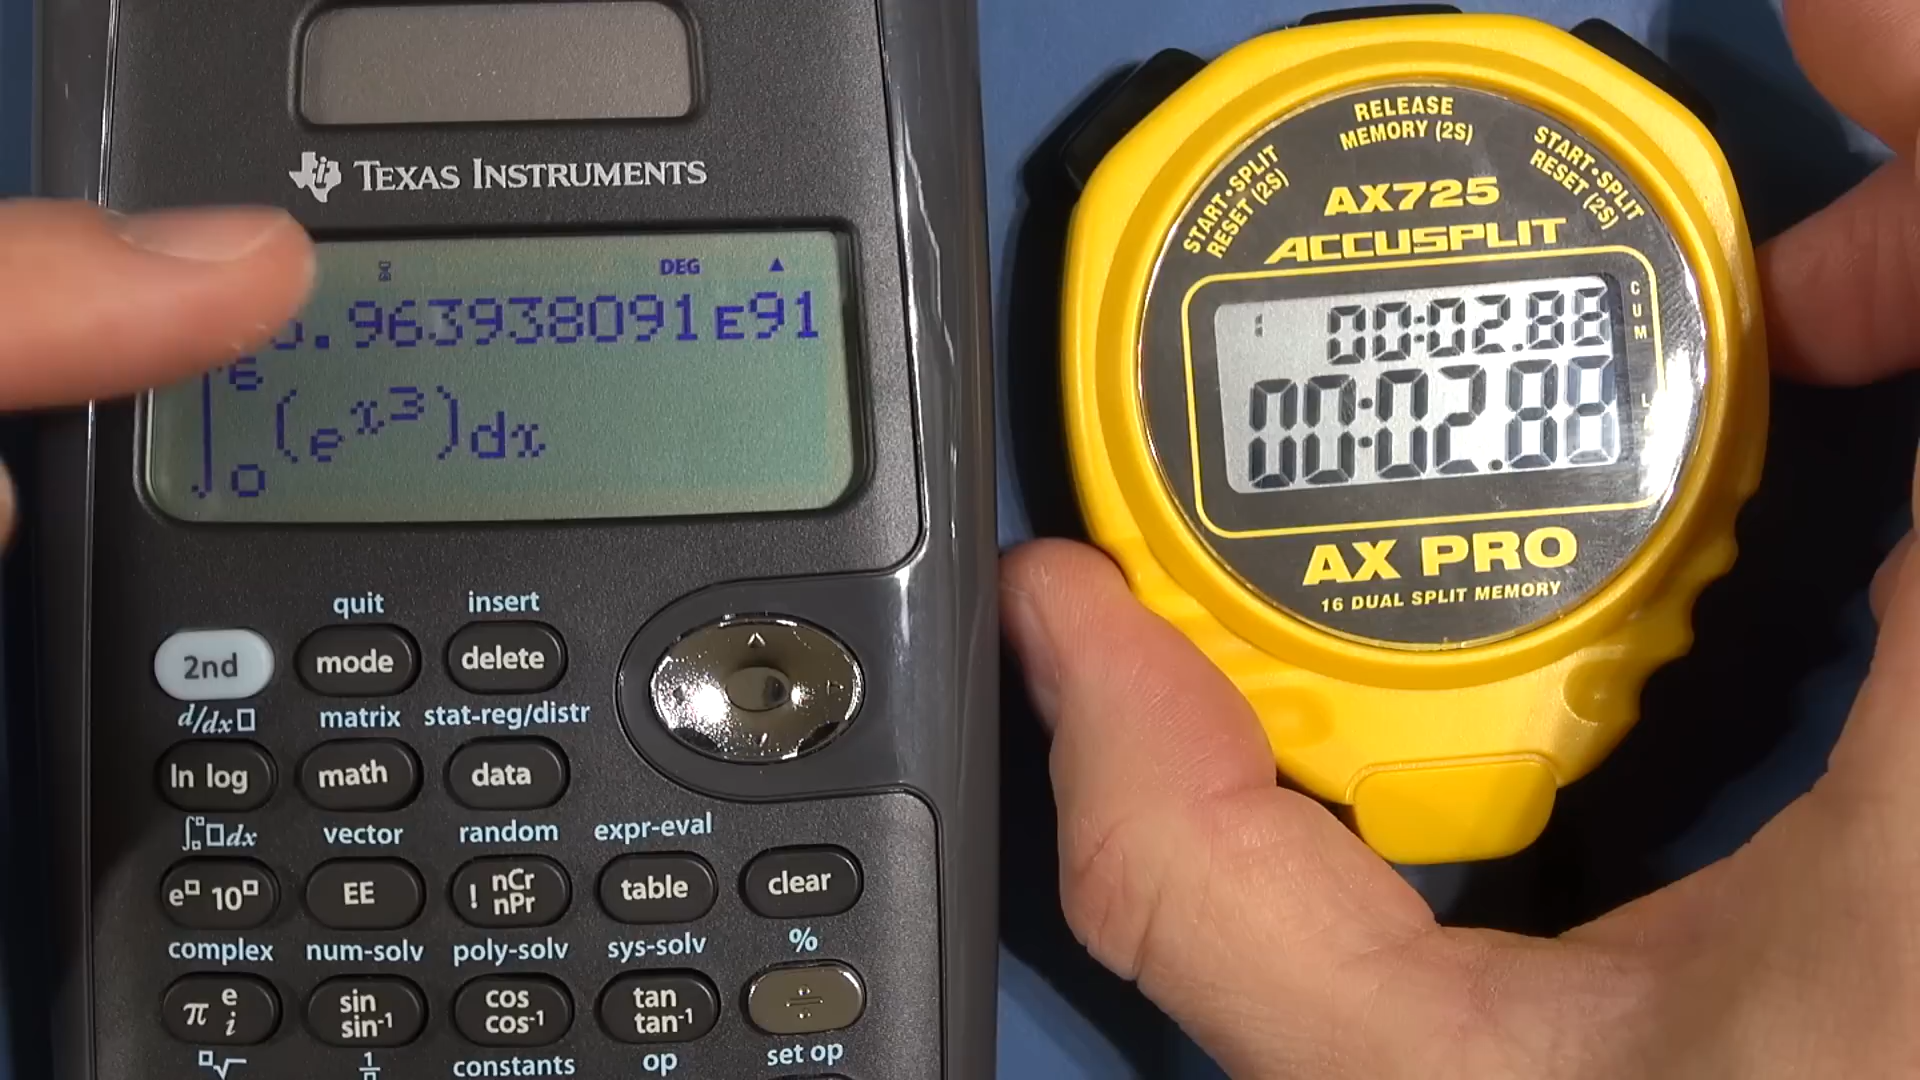 TEXAS INSTRUMENTS
DEG
.963938091E91
∫ 6 0 (e^x^3)dx
quit insert
2nd mode delete
d/dx□ matrix stat-reg/distr
ln log math data
∫□□ □dx vector random expr-eval
e□ 10□ EE ! nCr nPr table clear
complex num-solv poly-solv sys-solv %
π e i sin sin-1 cos cos-1 tan tan-1 ÷
□√ 1/□ constants op set op
RELEASE
MEMORY (2S)
START•SPLIT
RESET (2S)
START•SPLIT
RESET (2S)
AX725
ACCUSPLIT
CUM
00:02.8
00:02.8
AX PRO
16 DUAL SPLIT MEMORY